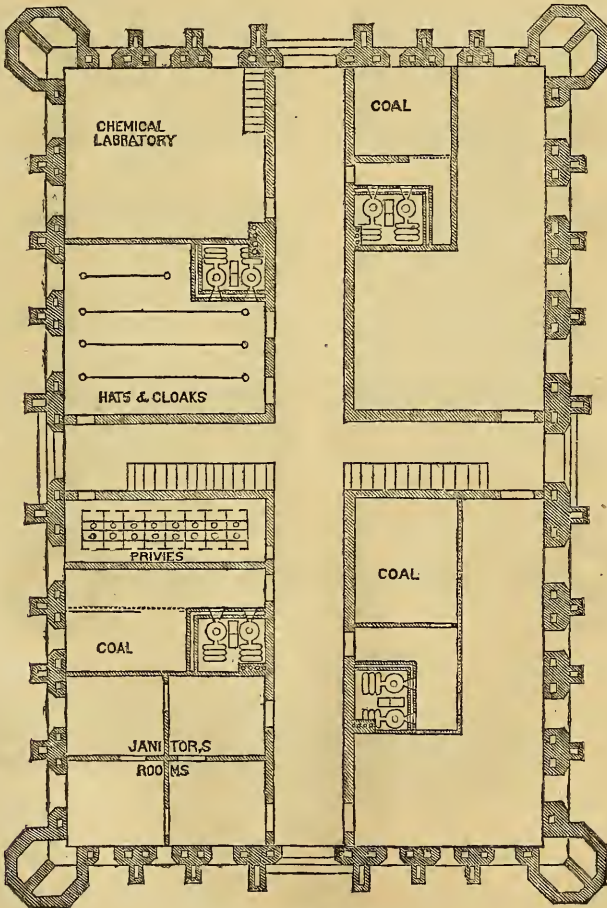 CHEMICAL
LABRATORY
COAL
HATS & CLOAKS
PRIVIES
COAL
COAL
JANITOR,S
ROOMS